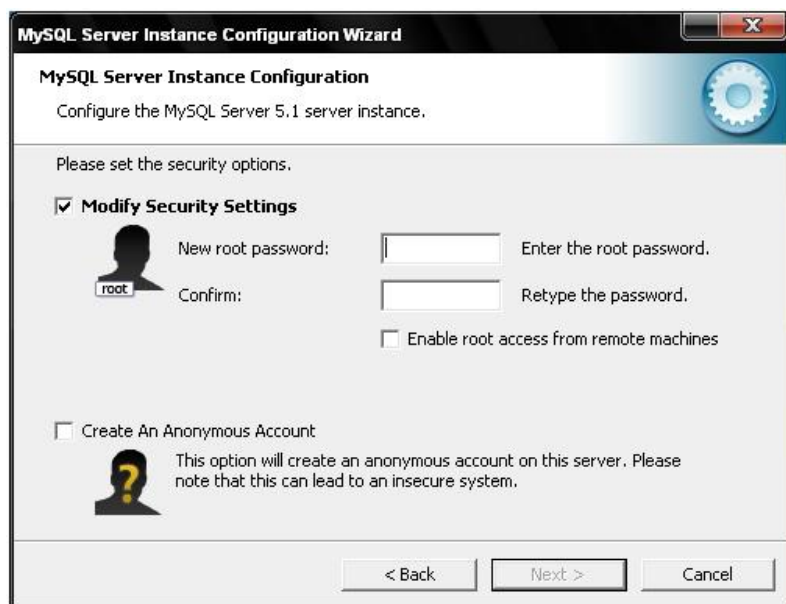 MySQL Server Instance Configuration Wizard
X
MySQL Server Instance Configuration
Configure the MySQL Server 5.1 server instance.
Please set the security options.
Modify Security Settings
root
New root password:
Enter the root password.
Confirm:
Retype the password.
Enable root access from remote machines
Create An Anonymous Account
?
This option will create an anonymous account on this server. Please
note that this can lead to an insecure system.
< Back
Next >
Cancel